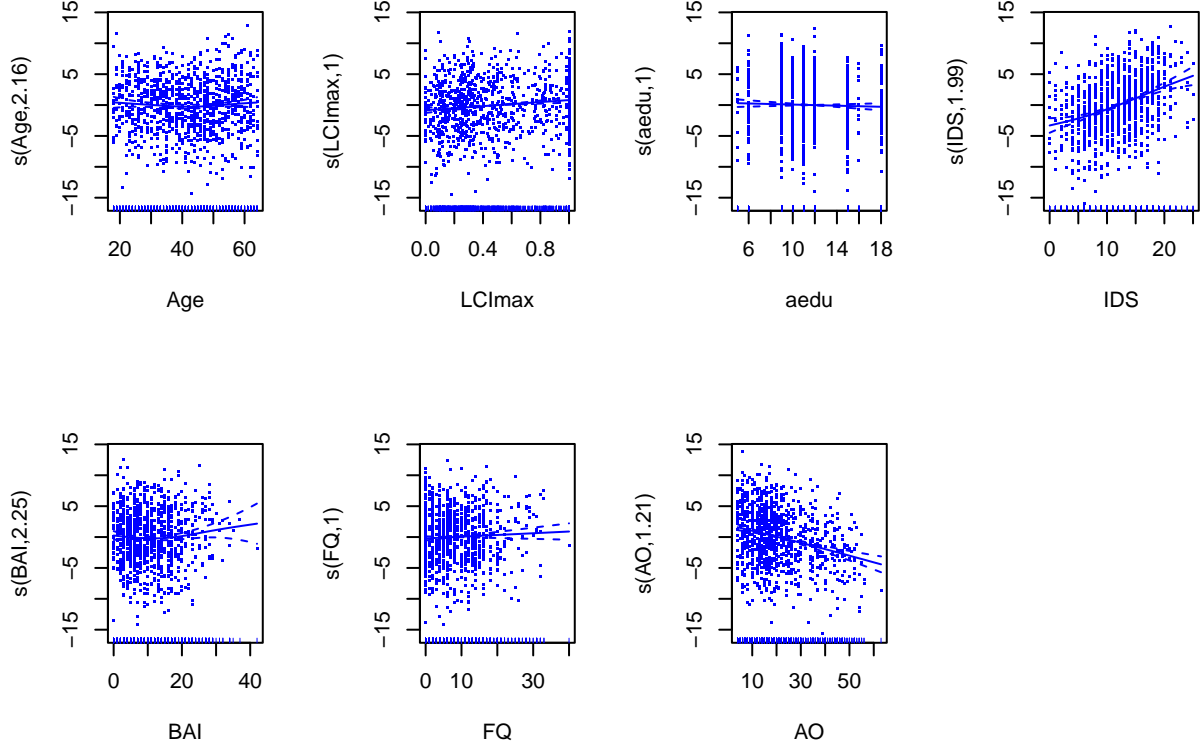 s(Age,2.16)
15
5
−5
−15
20 40 60
Age
s(LCImax,1)
15
5
−5
−15
0.0 0.4 0.8
LCImax
s(aedu,1)
15
5
−5
−15
6 10 14 18
aedu
s(IDS,1.99)
15
5
−5
−15
0 10 20
IDS
s(BAI,2.25)
15
5
−5
−15
0 20 40
BAI
s(FQ,1)
15
5
−5
−15
0 10 30
FQ
s(AO,1.21)
15
5
−5
−15
10 30 50
AO